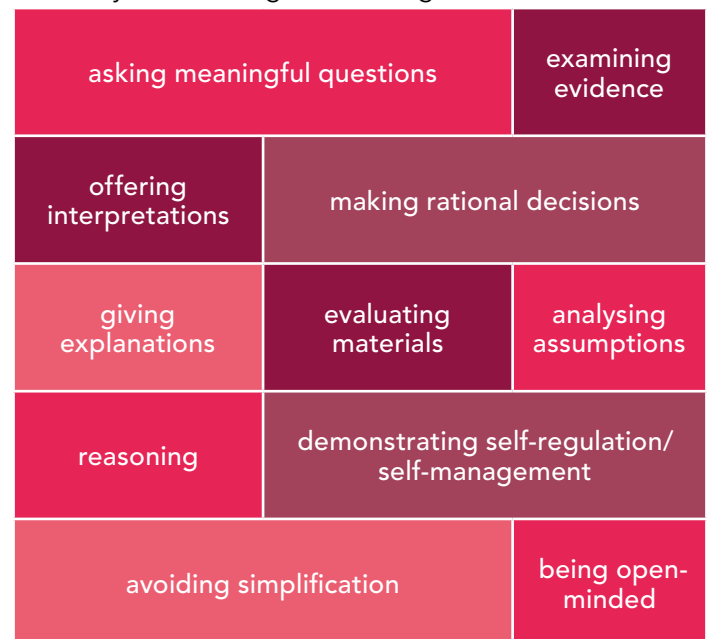 asking meaningful questions
examining
evidence
offering
interpretations
making rational decisions
giving
explanations
evaluating
materials
analysing
assumptions
reasoning
demonstrating self-regulation/
self-management
avoiding simplification
being open-
minded